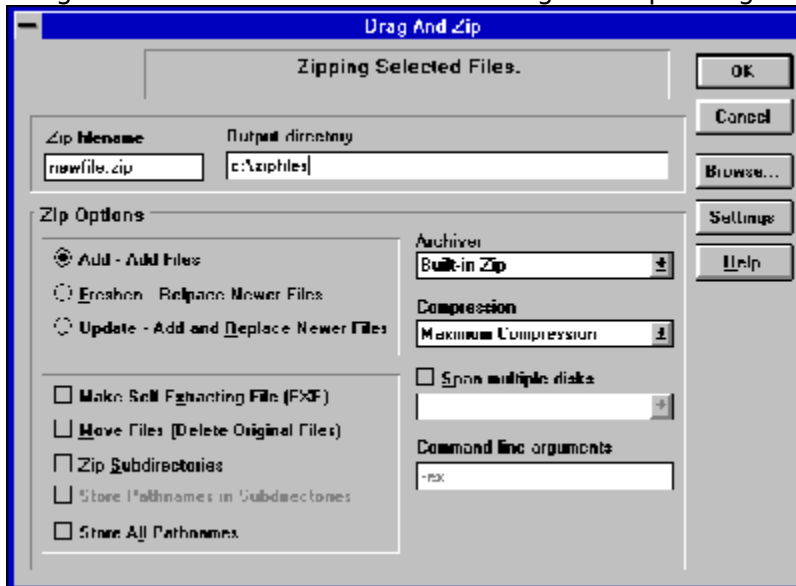 Drag And Zip
Zipping Selected Files.
OK
Cancel
Browse...
Settings
Help
Zip filename
Output directory
newfile.zip
c:\zipfiles
Zip Options
Add - Add Files
Freshen - Relpace Newer Files
Update - Add and Replace Newer Files
Make Self Extracting File (EXE)
Move Files (Delete Original Files)
Zip Subdirectories
Store Pathnames in Subdirectories
Store All Pathnames
Archiver
Built-in Zip
Compression
Maximum Compression
Span multiple disks
Command line arguments
-ex